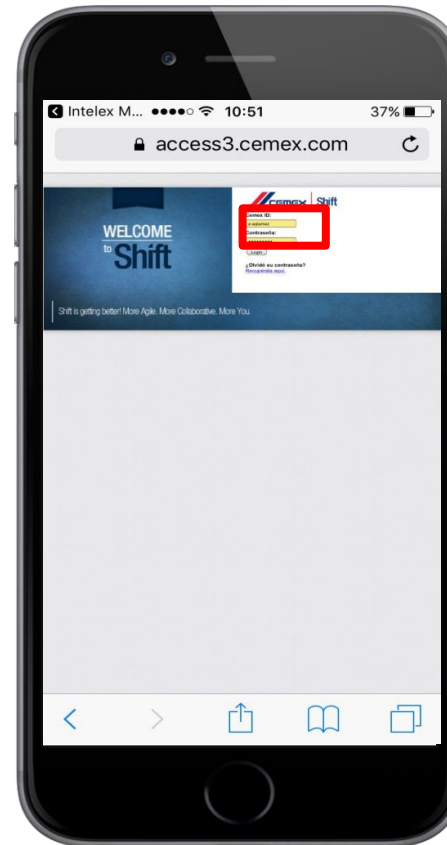 Intelex M... 10:51 37%
access3.cemex.com
CEMEX Shift
Cemex ID:
Contraseña:
Login
¿Olvidó su contraseña?
Recupérela aquí.
WELCOME
to Shift
Shift is getting better! More Agile. More Collaborative. More You.